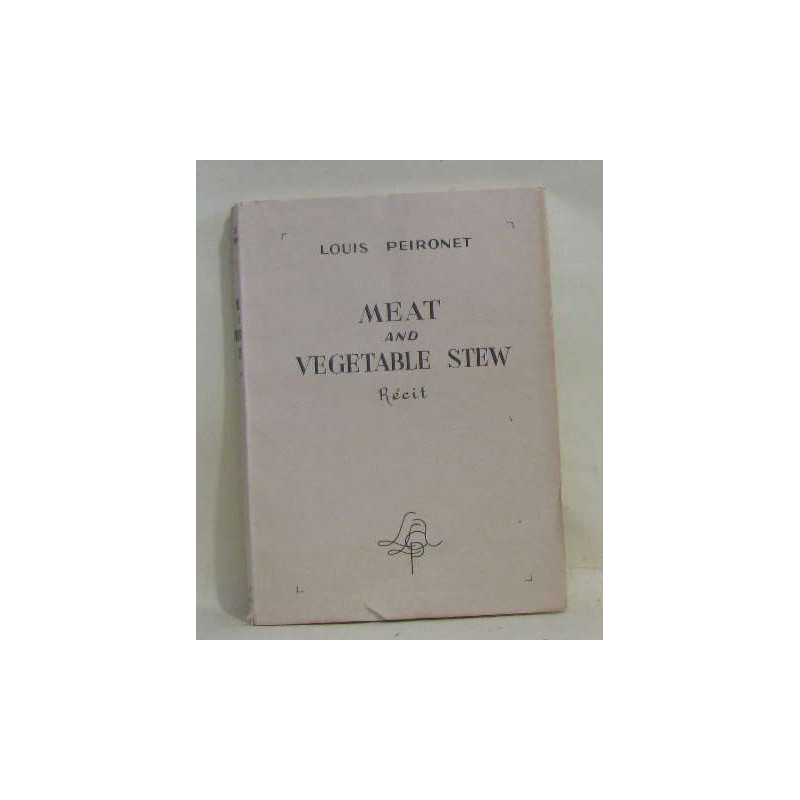 LOUIS PEIRONET
MEAT
AND
VEGETABLE STEW
Récit